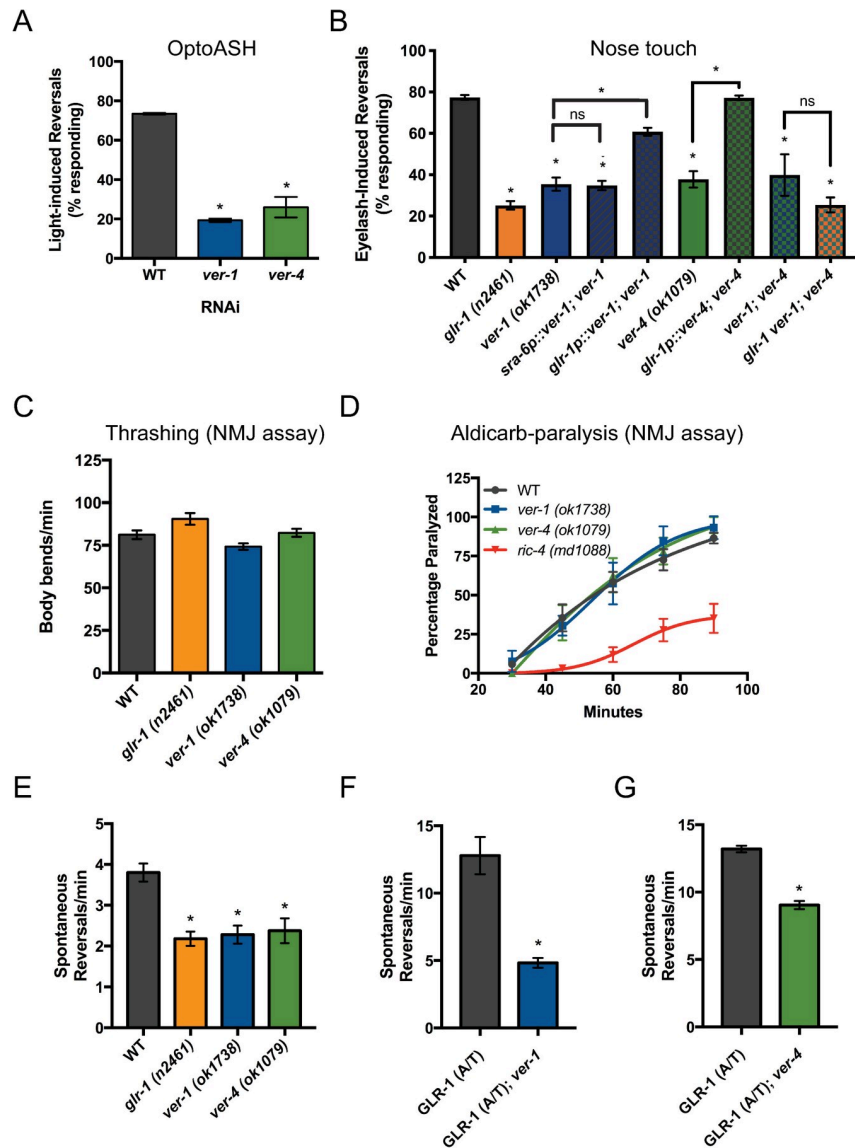 A
OptoASH
Light-induced Reversals
(% responding)
100
80
60
40
20
0
*
*
WT
ver-1
ver-4
RNAi
B
Nose touch
Eyelash-Induced Reversals
(% responding)
100
80
60
40
20
0
*
*
ns
*
*
*
*
*
ns
*
*
WT
glr-1 (n2461)
ver-1 (ok1738)
sra-6p::ver-1; ver-1
glr-1p::ver-1; ver-1
ver-4 (ok1079)
glr-1p::ver-4; ver-4
ver-1; ver-4
glr-1 ver-1; ver-4
C
Thrashing (NMJ assay)
Body bends/min
125
100
75
50
25
0
WT
glr-1 (n2461)
ver-1 (ok1738)
ver-4 (ok1079)
D
Aldicarb-paralysis (NMJ assay)
Percentage Paralyzed
125
100
75
50
25
0
WT
ver-1 (ok1738)
ver-4 (ok1079)
ric-4 (md1088)
20 40 60 80 100
Minutes
E
Spontaneous
Reversals/min
5
4
3
2
1
0
* * *
WT
glr-1 (n2461)
ver-1 (ok1738)
ver-4 (ok1079)
F
Spontaneous
Reversals/min
15
10
5
0
*
GLR-1 (A/T)
GLR-1 (A/T); ver-1
G
Spontaneous
Reversals/min
15
10
5
0
*
GLR-1 (A/T)
GLR-1 (A/T); ver-4